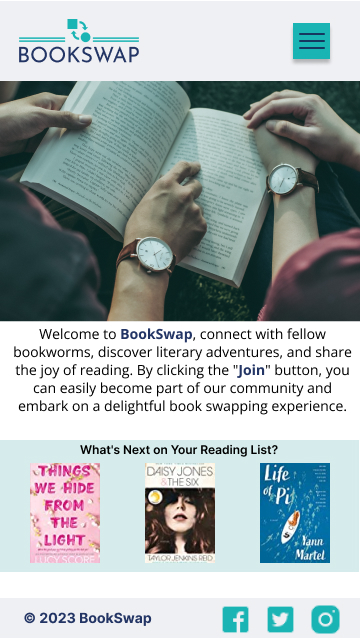 BOOKSWAP
Welcome to BookSwap, connect with fellow
bookworms, discover literary adventures, and share
the joy of reading. By clicking the "Join" button, you
can easily become part of our community and
embark on a delightful book swapping experience.
What's Next on Your Reading List?
THINGS
WE HIDE
FROM
THE
LIGHT
LUCY SCORE
DAISY JONES
& THE SIX
TAYLOR JENKINS REID
Life
of Pi
Yann
Martel
© 2023 BookSwap